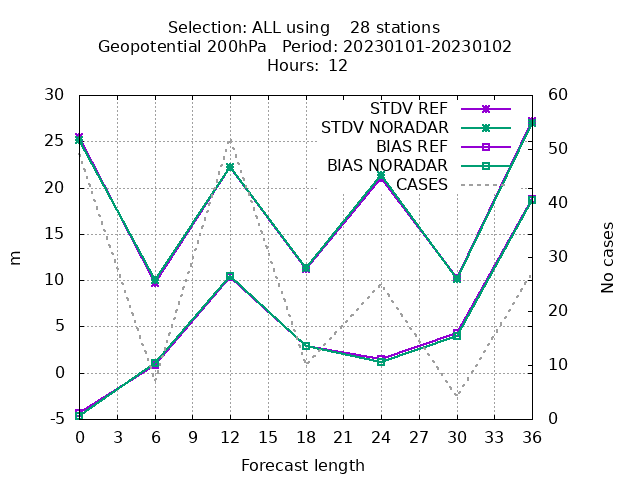 Selection: ALL using    28 stations
Geopotential 200hPa   Period: 20230101-20230102
Hours:  12
30 60
STDV REF
STDV NORADAR
25 50
BIAS REF
BIAS NORADAR
20 40
CASES
15 30
m
No cases
10 20
5
0 10
-5 0
0 3 6 9 12 15 18 21 24 27 30 33 36
Forecast length